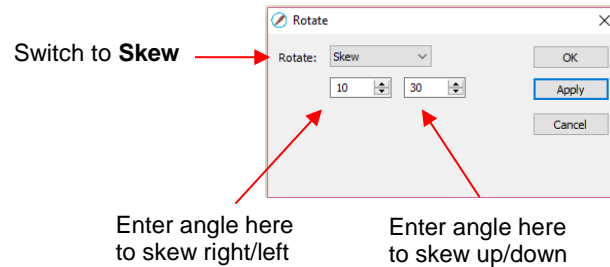 Rotate
Switch to Skew
Rotate: Skew OK
10 30 Apply
Cancel
Enter angle here
to skew right/left
Enter angle here
to skew up/down